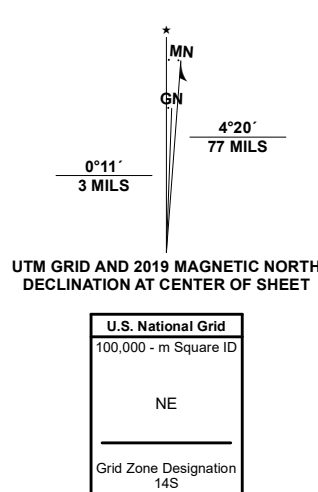 ★
MN
GN
4°20´
77 MILS
0°11´
3 MILS
UTM GRID AND 2019 MAGNETIC NORTH
DECLINATION AT CENTER OF SHEET
U.S. National Grid
100,000 - m Square ID
NE
Grid Zone Designation
14S